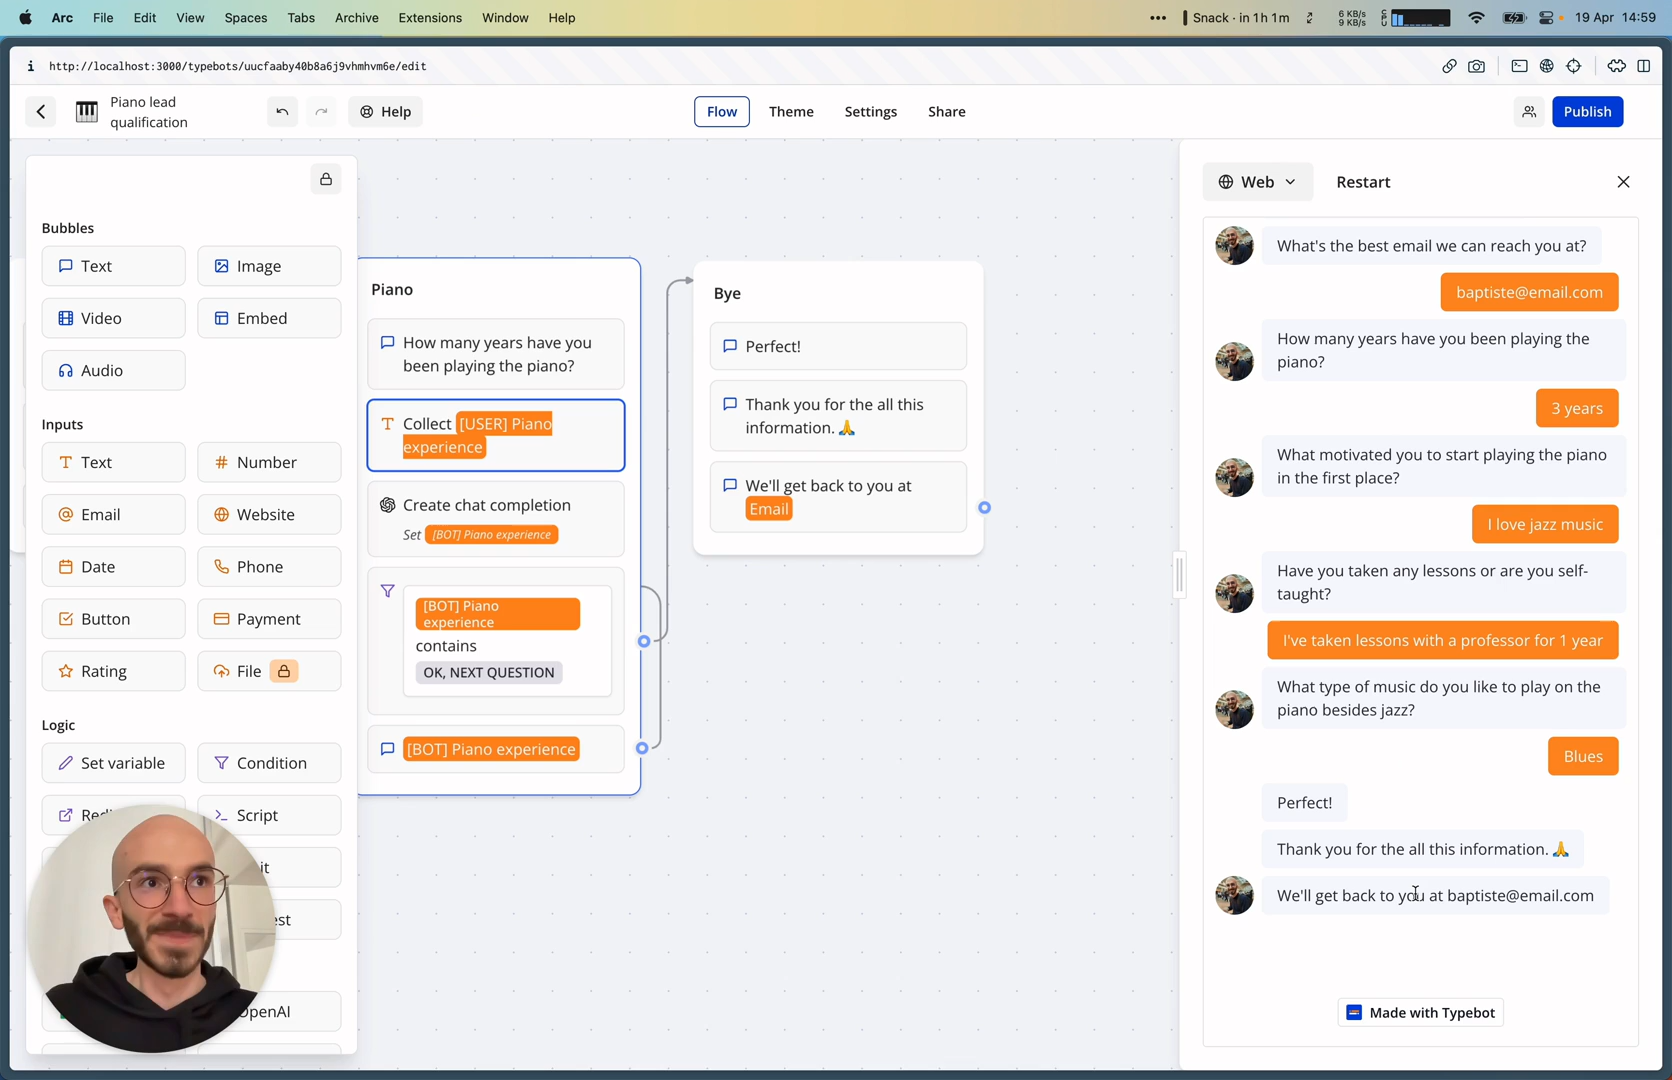 Arc File Edit View Spaces Tabs Archive Extensions Window Help
••• Snack · in 1h 1m 6 KB/s 9 KB/s CPU 19 Apr 14:59
http://localhost:3000/typebots/uucfaaby40b8a6j9vhmhvm6e/edit
Piano lead
qualification
Help
Flow Theme Settings Share
Publish
Bubbles
Text Image
Video Embed
Audio
Inputs
Text Number
Email Website
Date Phone
Button Payment
Rating File
Logic
Set variable Condition
Script
OpenAI
Piano
How many years have you
been playing the piano?
Collect [USER] Piano
experience
Create chat completion
Set [BOT] Piano experience
[BOT] Piano
experience
contains
OK, NEXT QUESTION
[BOT] Piano experience
Bye
Perfect!
Thank you for the all this
information. 🙏
We'll get back to you at
Email
Web Restart
What's the best email we can reach you at?
baptiste@email.com
How many years have you been playing the
piano?
3 years
What motivated you to start playing the piano
in the first place?
I love jazz music
Have you taken any lessons or are you self-
taught?
I've taken lessons with a professor for 1 year
What type of music do you like to play on the
piano besides jazz?
Blues
Perfect!
Thank you for the all this information. 🙏
We'll get back to you at baptiste@email.com
Made with Typebot